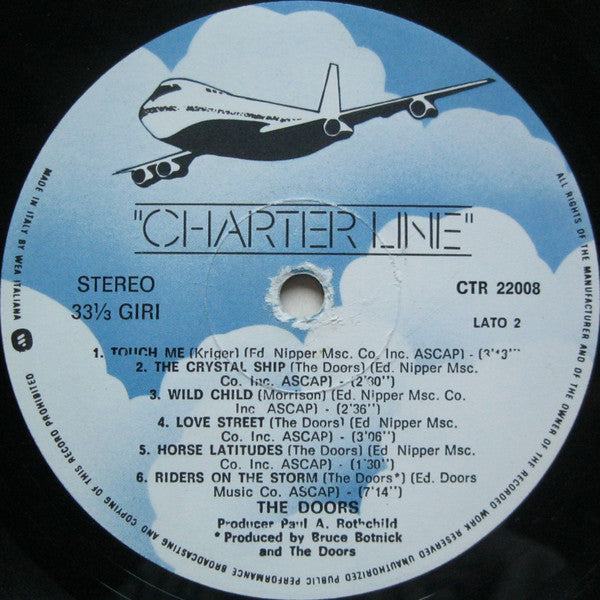 "CHARTER LINE"
STEREO
33⅓ GIRI
CTR 22008
LATO 2
1. TOUCH ME (Kriger) (Ed. Nipper Msc. Co. Inc. ASCAP) - (3'13'')
2. THE CRYSTAL SHIP (The Doors) (Ed. Nipper Msc.
Co. Inc. ASCAP) - (2'30'')
3. WILD CHILD (Morrison) (Ed. Nipper Msc. Co.
Inc ASCAP) - (2'36'')
4. LOVE STREET (The Doors) (Ed. Nipper Msc.
Co. Inc. ASCAP) - (3'06'')
5. HORSE LATITUDES (The Doors) (Ed. Nipper Msc.
Co. Inc. ASCAP) - (1'30'')
6. RIDERS ON THE STORM (The Doors*) (Ed. Doors
Music Co. ASCAP) - (7'14'')
THE DOORS
Producer Paul A. Rothchild
* Produced by Bruce Botnick
and The Doors
MADE IN ITALY BY WEA ITALIANA
ALL RIGHTS OF THE MANUFACTURER AND OF THE OWNER OF THE RECORDED WORK RESERVED UNAUTHORIZED PUBLIC PERFORMANCE BROADCASTING AND COPYING OF THIS RECORD PROHIBITED